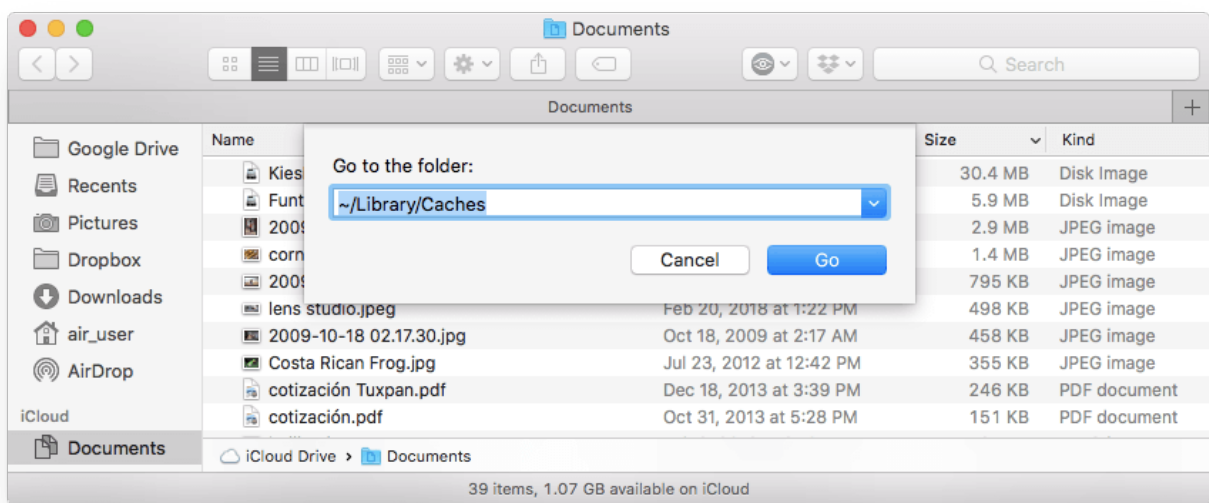 Documents
Search
Documents
Google Drive
Recents
Pictures
Dropbox
Downloads
air_user
AirDrop
iCloud
Documents
Name Size Kind
Go to the folder:
~/Library/Caches
Cancel Go
Kies 30.4 MB Disk Image
Funt 5.9 MB Disk Image
2009 2.9 MB JPEG image
corn 1.4 MB JPEG image
2009 795 KB JPEG image
lens studio.jpeg Feb 20, 2018 at 1:22 PM 498 KB JPEG image
2009-10-18 02.17.30.jpg Oct 18, 2009 at 2:17 AM 458 KB JPEG image
Costa Rican Frog.jpg Jul 23, 2012 at 12:42 PM 355 KB JPEG image
cotización Tuxpan.pdf Dec 18, 2013 at 3:39 PM 246 KB PDF document
cotización.pdf Oct 31, 2013 at 5:28 PM 151 KB PDF document
iCloud Drive › Documents
39 items, 1.07 GB available on iCloud